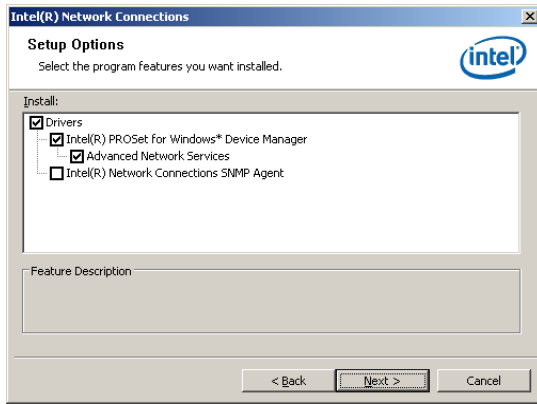 Intel(R) Network Connections
Setup Options
Select the program features you want installed.
intel
Install:
Drivers
Intel(R) PROSet for Windows* Device Manager
Advanced Network Services
Intel(R) Network Connections SNMP Agent
Feature Description
< Back
Next >
Cancel